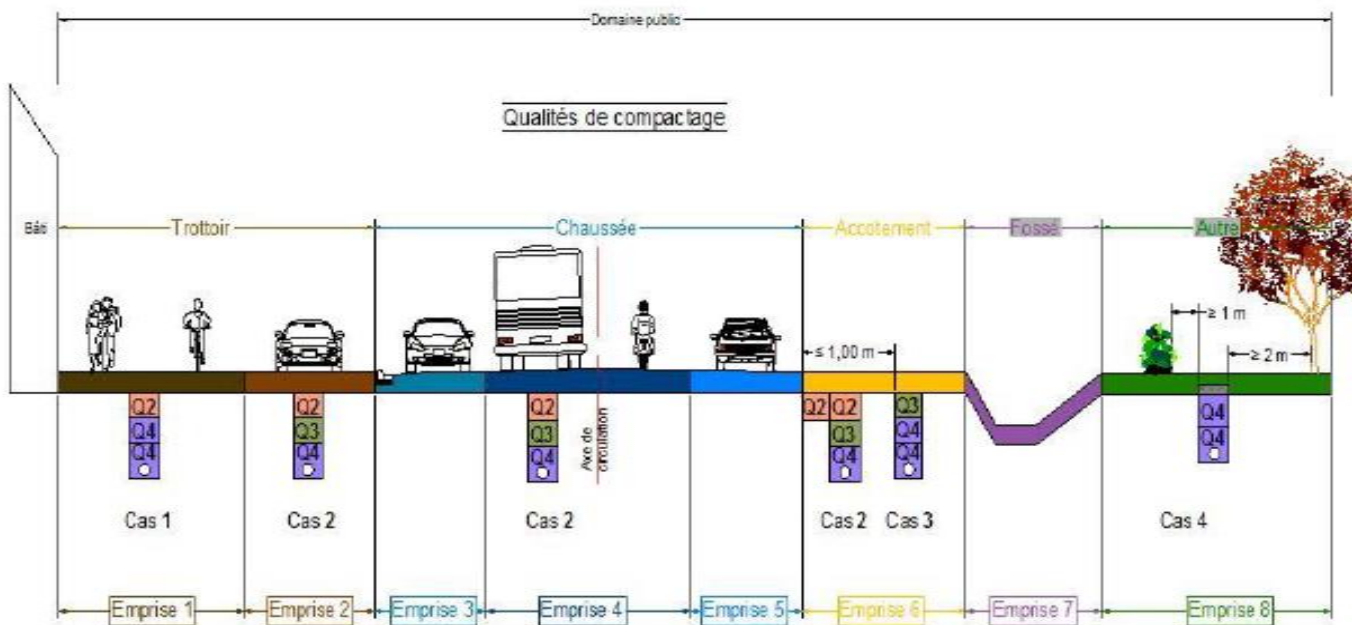 Domaine public
Qualités de compactage
Bâti
Trottoir
Chaussée
Accotement
Fossé
Autre
≥ 1 m
≤ 1,00 m
≥ 2 m
Q2 Q2 Q2 Q2 Q2 Q3
Q4 Q3 Q3 Q3 Q4 Q4
Q4 Q4 Q4 Q4 Q4 Q4
Axe de
circulation
Cas 1 Cas 2 Cas 2 Cas 2 Cas 3 Cas 4
Emprise 1 Emprise 2 Emprise 3 Emprise 4 Emprise 5 Emprise 6 Emprise 7 Emprise 8